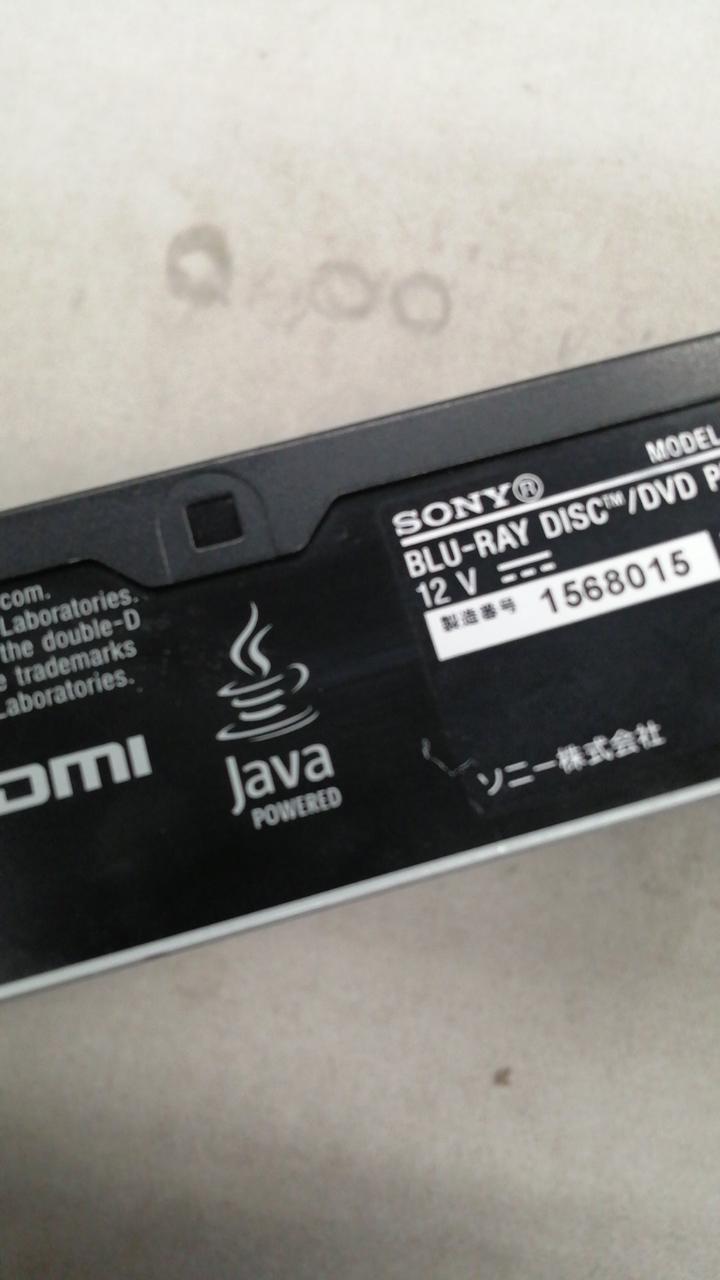 com.
Laboratories.
the double-D
trademarks
Laboratories.
Java
POWERED
MODEL
SONY®
BLU-RAY DISC™/DVD
12 V
製造番号 1568015
ソニー株式会社